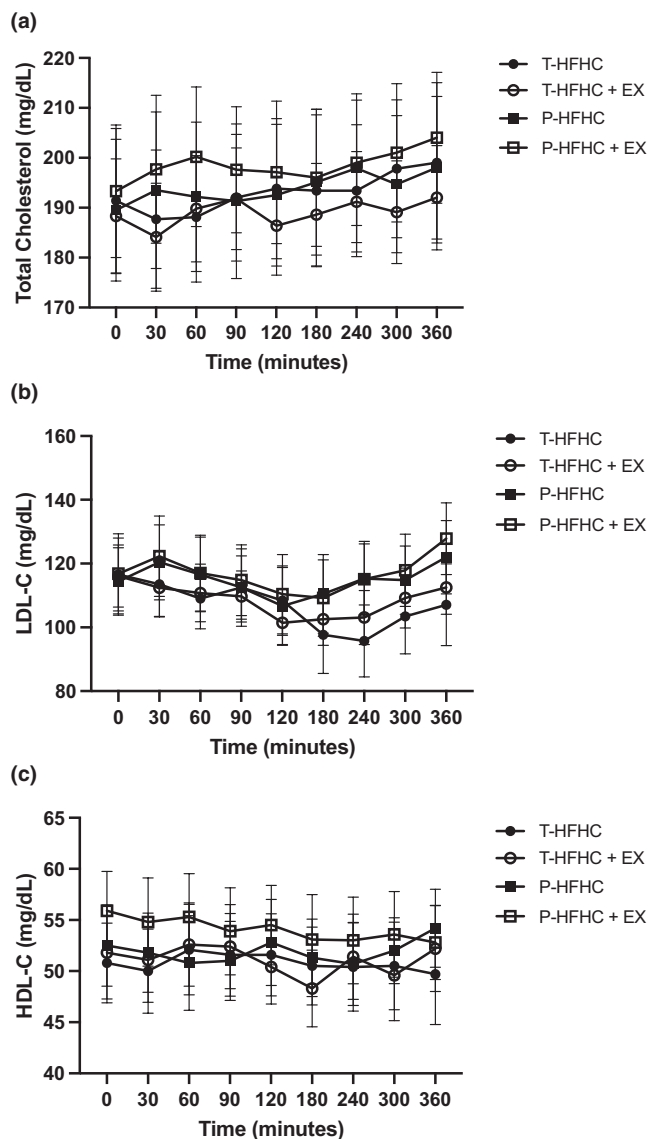 (a)
220
210
200
190
180
170
Total Cholesterol (mg/dL)
0 30 60 90 120 180 240 300 360
Time (minutes)
T-HFHC
T-HFHC + EX
P-HFHC
P-HFHC + EX
(b)
160
140
120
100
80
LDL-C (mg/dL)
0 30 60 90 120 180 240 300 360
Time (minutes)
T-HFHC
T-HFHC + EX
P-HFHC
P-HFHC + EX
(c)
65
60
55
50
45
40
HDL-C (mg/dL)
0 30 60 90 120 180 240 300 360
Time (minutes)
T-HFHC
T-HFHC + EX
P-HFHC
P-HFHC + EX